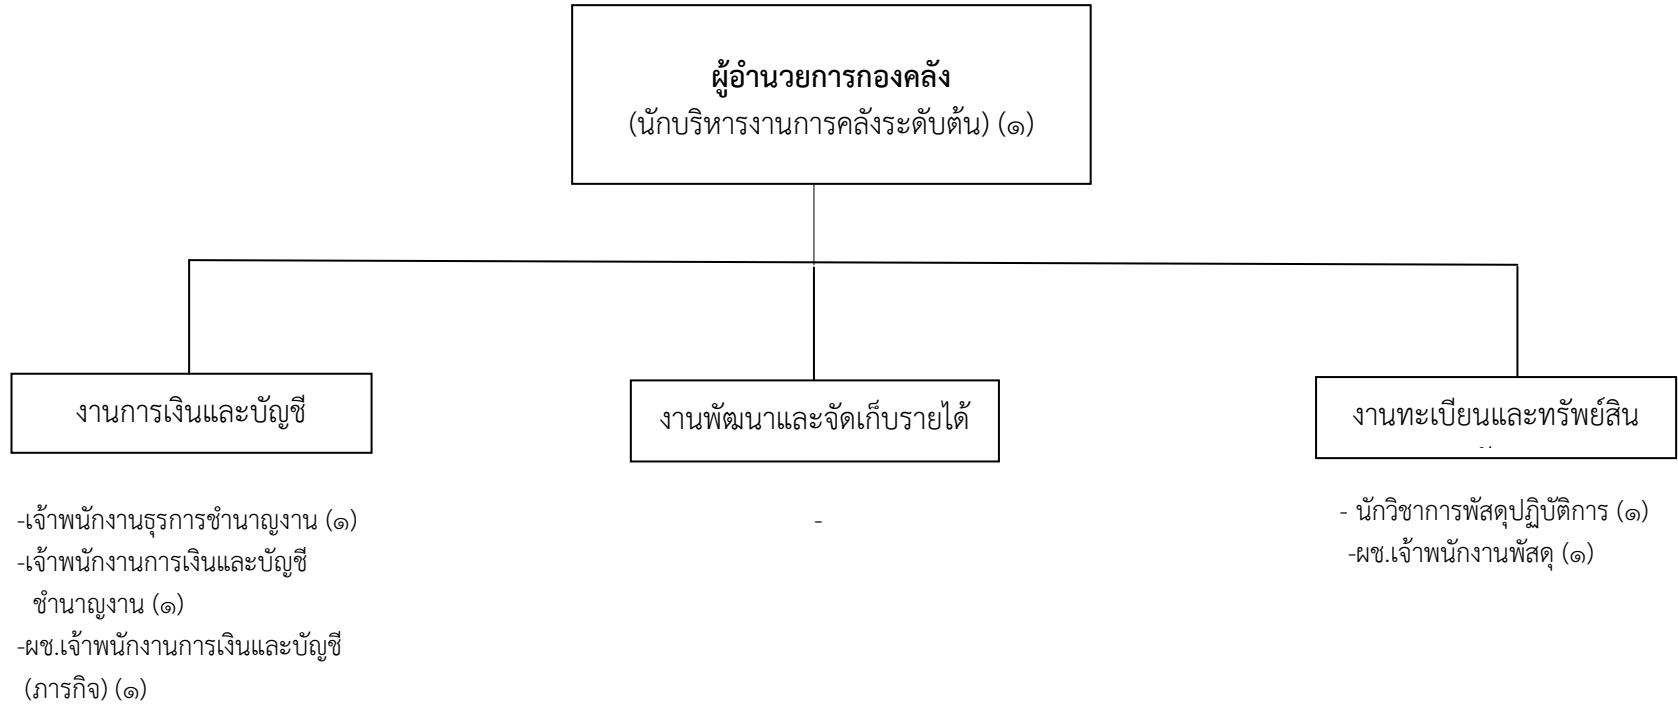 ผู้อำนวยการกองคลัง
(นักบริหารงานการคลังระดับต้น) (๑)
งานการเงินและบัญชี
งานพัฒนาและจัดเก็บรายได้
งานทะเบียนและทรัพย์สิน
-เจ้าพนักงานธุรการชำนาญงาน (๑)
-เจ้าพนักงานการเงินและบัญชี
ชำนาญงาน (๑)
-ผช.เจ้าพนักงานการเงินและบัญชี
(ภารกิจ) (๑)
-
- นักวิชาการพัสดุปฏิบัติการ (๑)
-ผช.เจ้าพนักงานพัสดุ (๑)